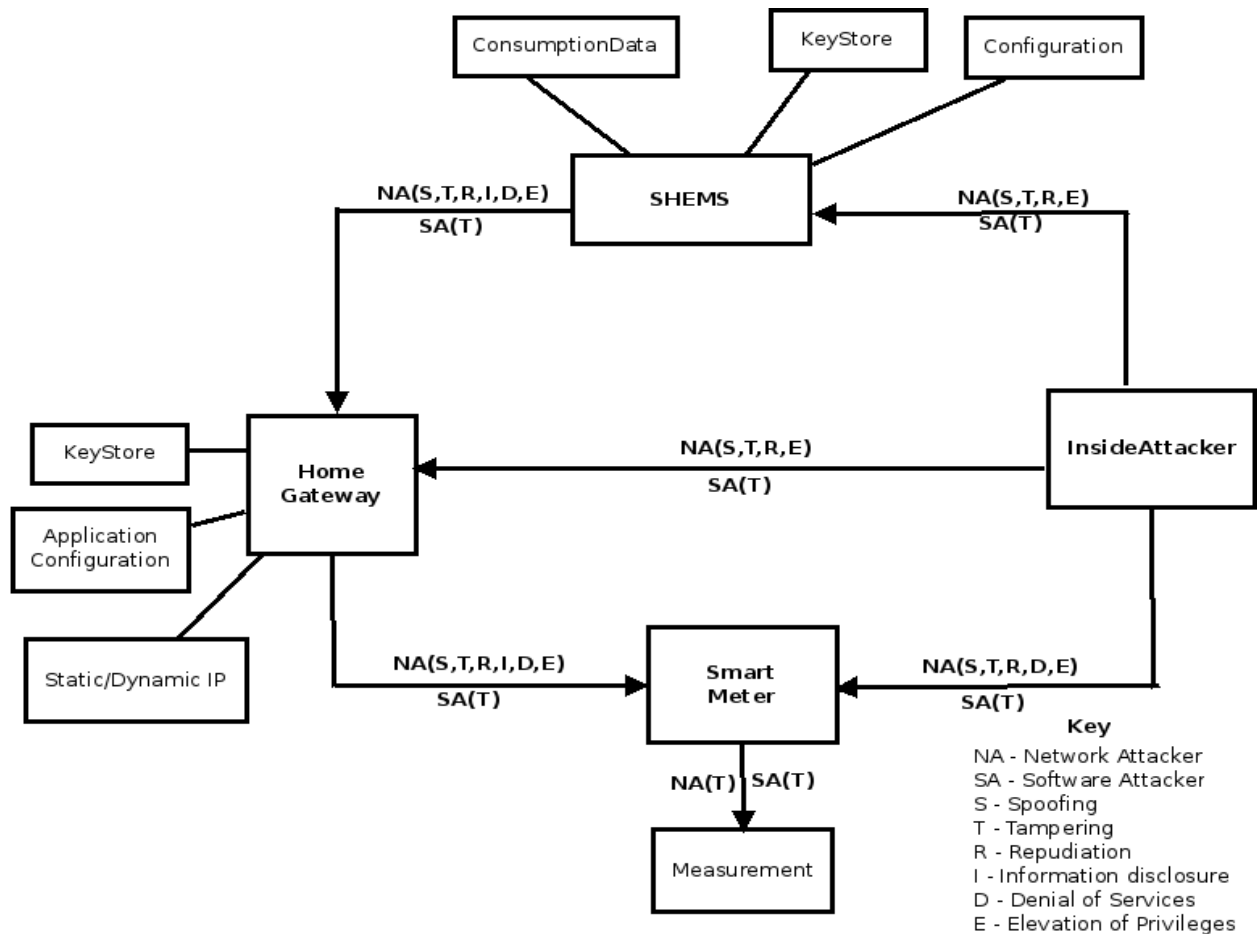 ConsumptionData
KeyStore
Configuration
SHEMS
NA(S,T,R,I,D,E)
SA(T)
NA(S,T,R,E)
SA(T)
KeyStore
Application
Configuration
Static/Dynamic IP
Home
Gateway
NA(S,T,R,E)
SA(T)
InsideAttacker
NA(S,T,R,I,D,E)
SA(T)
Smart
Meter
NA(S,T,R,D,E)
SA(T)
NA(T)
SA(T)
Measurement
Key
NA - Network Attacker
SA - Software Attacker
S - Spoofing
T - Tampering
R - Repudiation
I - Information disclosure
D - Denial of Services
E - Elevation of Privileges